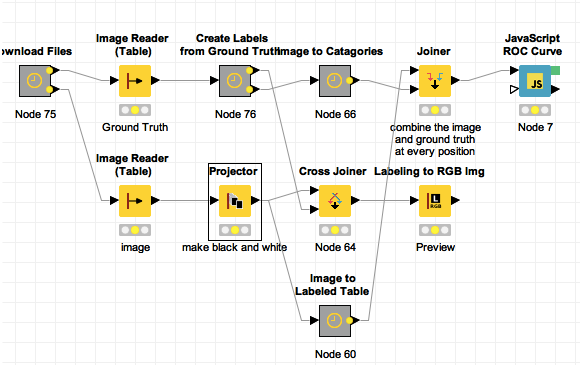 wnload Files
Image Reader
(Table)
Create Labels
from Ground Truth
Image to Catagories
Joiner
JavaScript
ROC Curve
JS
Node 75
Ground Truth
Node 76
Node 66
combine the image
and ground truth
at every position
Node 7
Image Reader
(Table)
Projector
Cross Joiner
Labeling to RGB Img
L
RGB
image
make black and white
Node 64
Preview
Image to
Labeled Table
Node 60